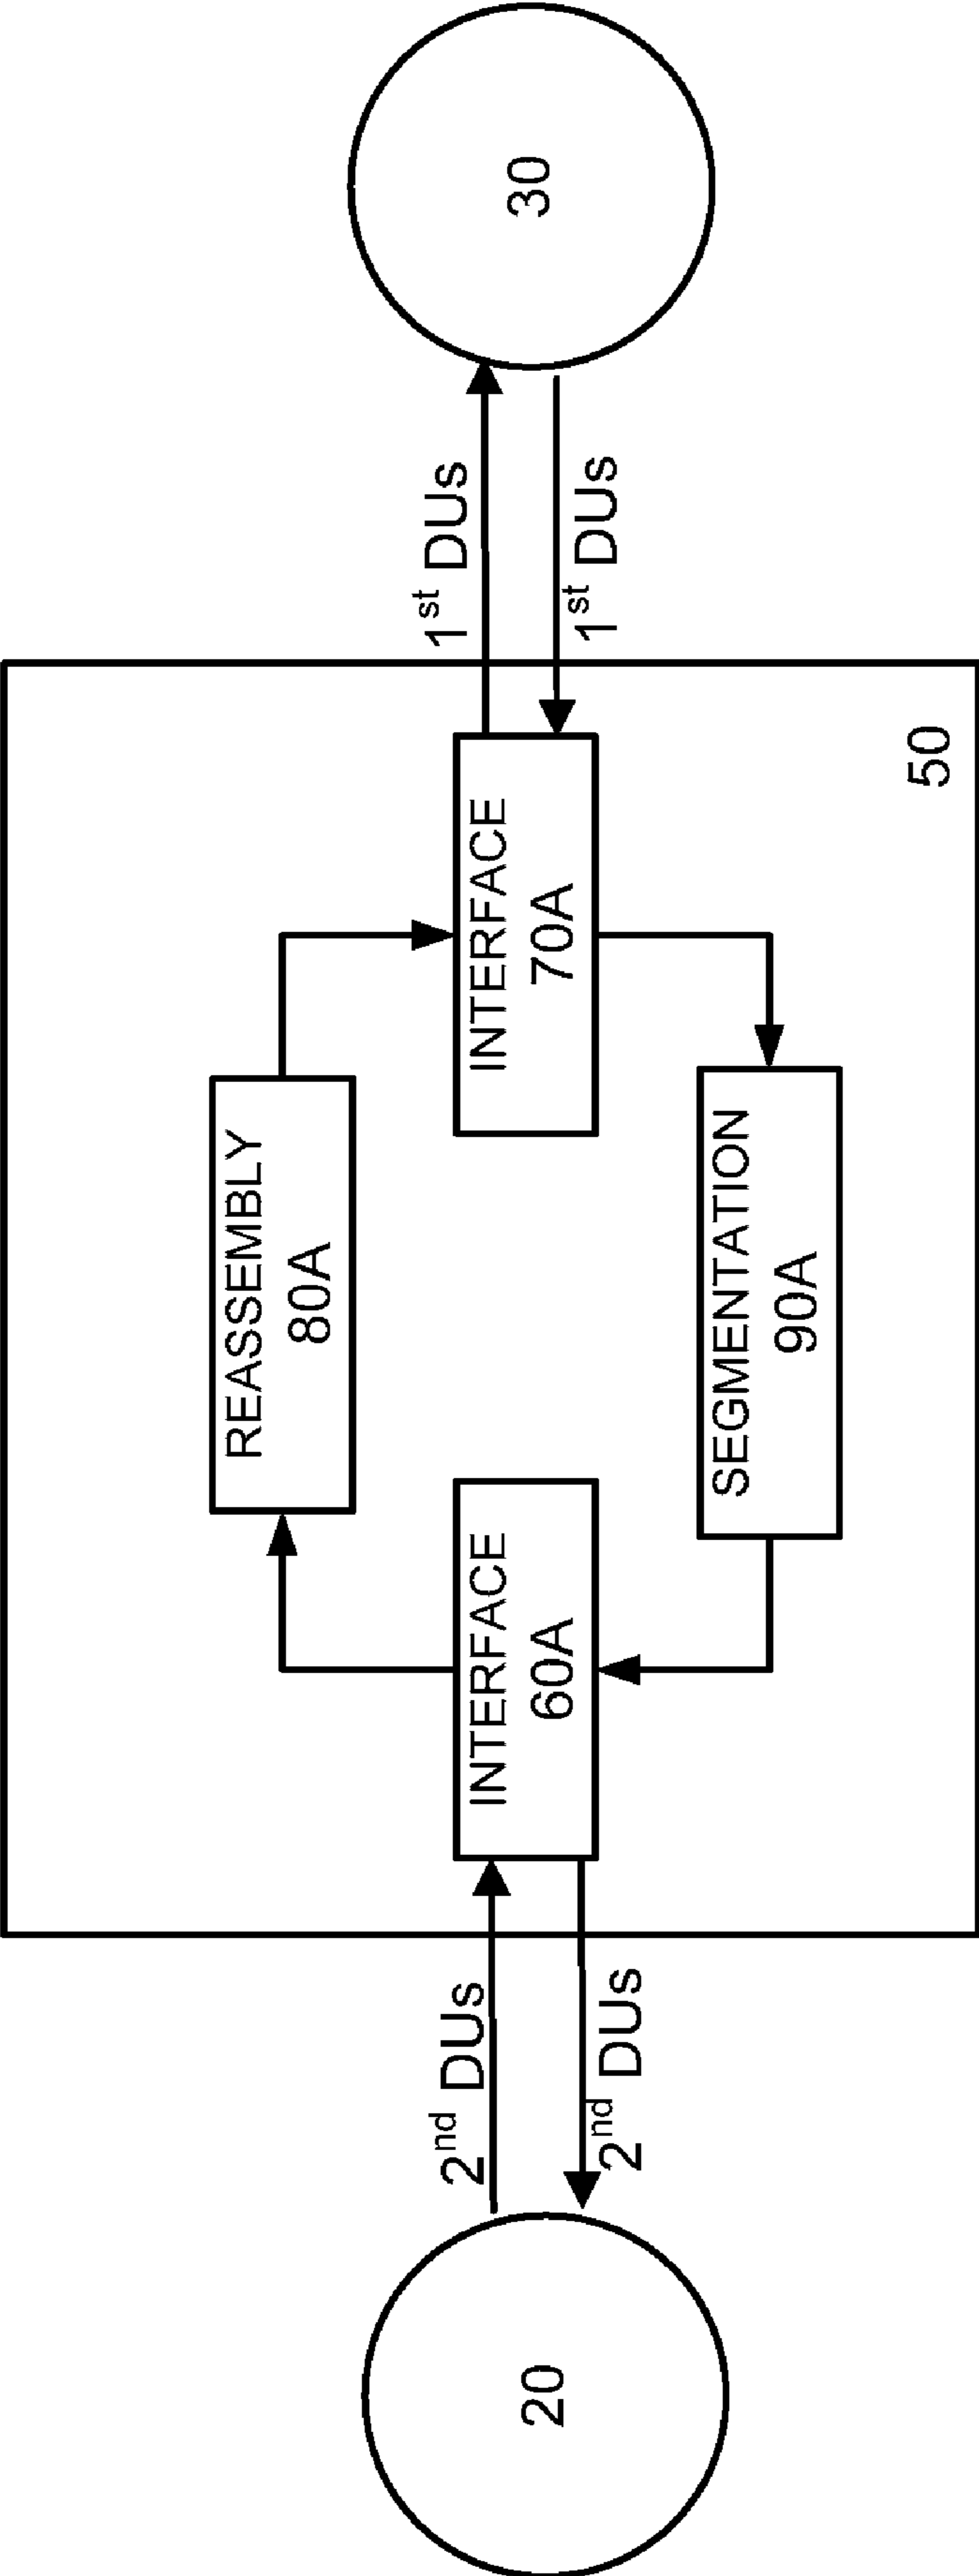 REASSEMBLY
80A
2nd DUs
INTERFACE
60A
INTERFACE
70A
1st DUs
30
20
2nd DUs
1st DUs
SEGMENTATION
90A
50